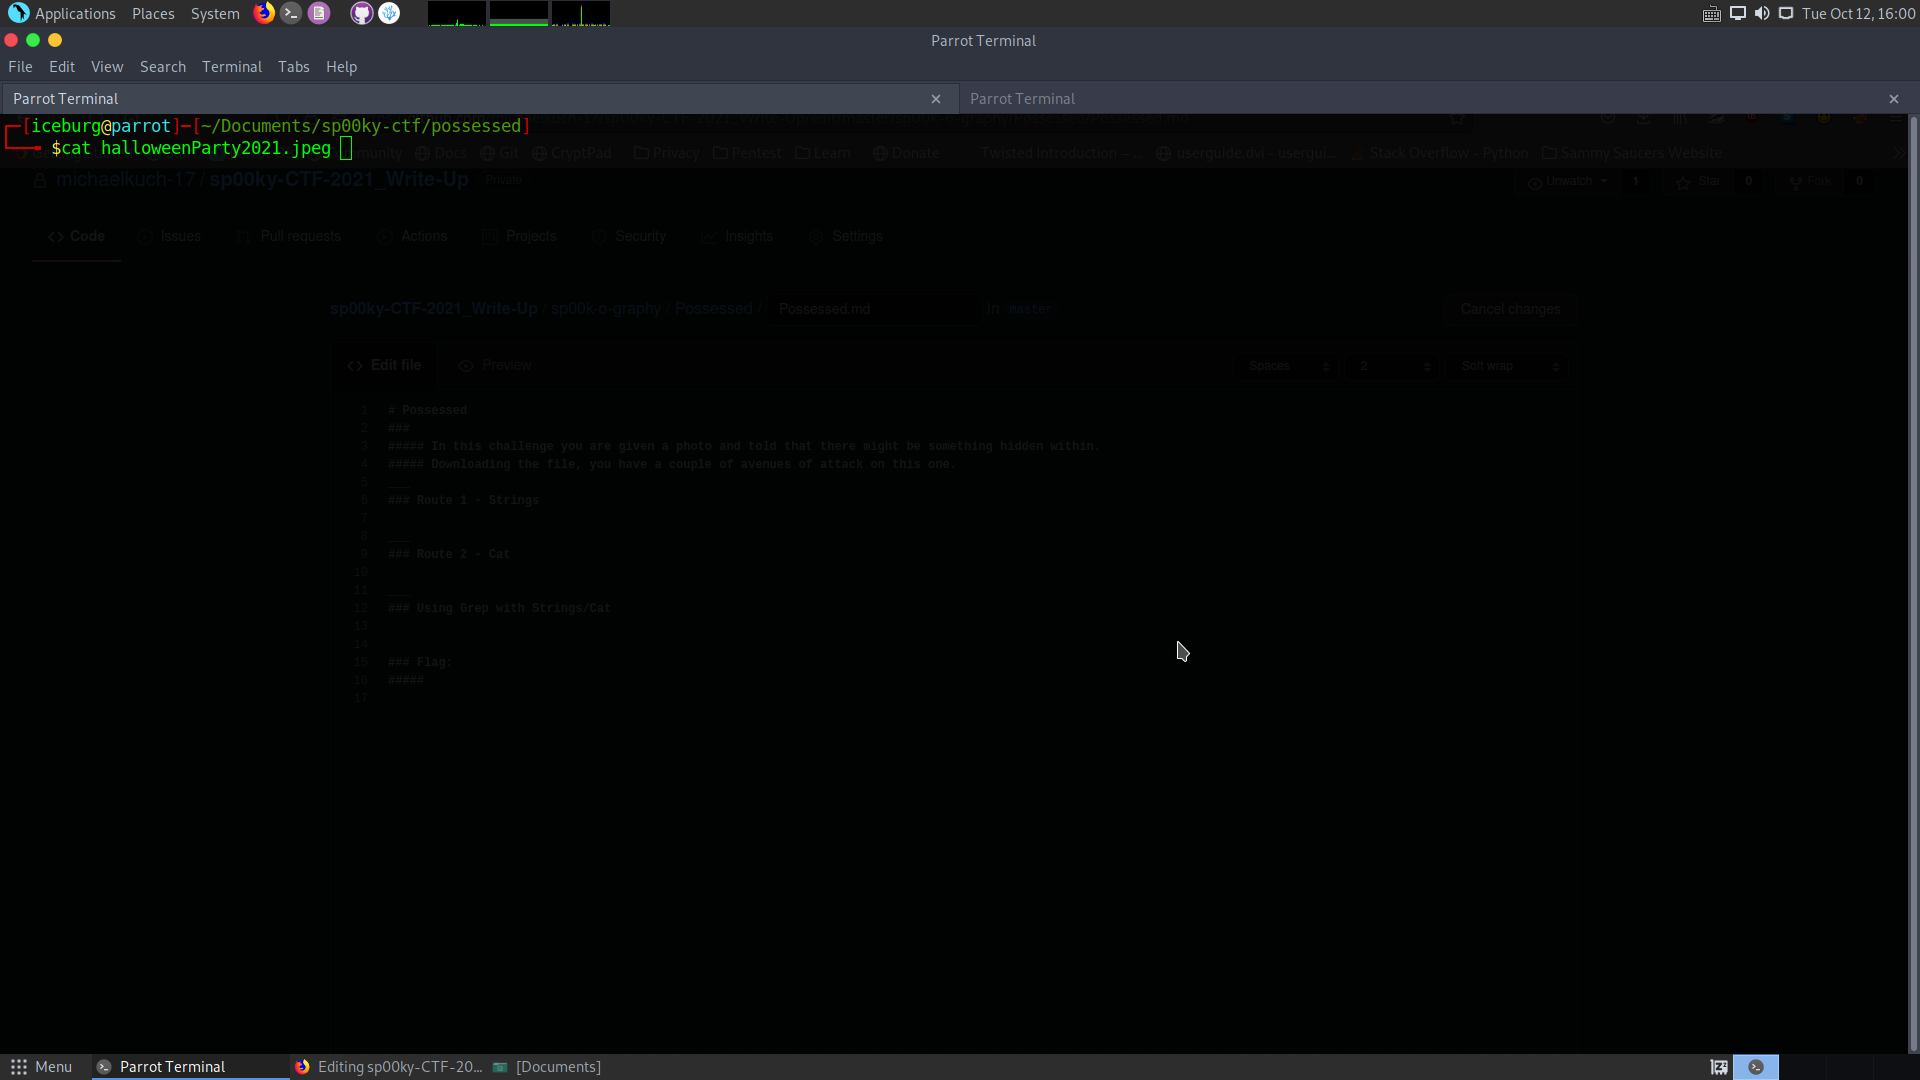 Applications Places System Tue Oct 12, 16:00
Parrot Terminal
File Edit View Search Terminal Tabs Help
Parrot Terminal Parrot Terminal
[iceburg@parrot]─[~/Documents/sp00ky-ctf/possessed]
$cat halloweenParty2021.jpeg
Community Docs Git CryptPad Privacy Pentest Learn Donate Twisted Introduction – ... userguide.dvi - usergui... Stack Overflow - Python Sammy Saucers Website
michaelkuch-17 / sp00ky-CTF-2021_Write-Up Private Unwatch 1 Star 0 Fork 0
Code Issues Pull requests Actions Projects Security Insights Settings
sp00ky-CTF-2021_Write-Up / sp00k-o-graphy / Possessed / Possessed.md in master Cancel changes
Edit file Preview Spaces 2 Soft wrap
1 # Possessed
2 ###
3 ##### In this challenge you are given a photo and told that there might be something hidden within.
4 ##### Downloading the file, you have a couple of avenues of attack on this one.
5 ___
6 ### Route 1 - Strings
7
8 ___
9 ### Route 2 - Cat
10
11 ___
12 ### Using Grep with Strings/Cat
13
14
15 ### Flag:
16 #####
17
Menu Parrot Terminal Editing sp00ky-CTF-20... [Documents]